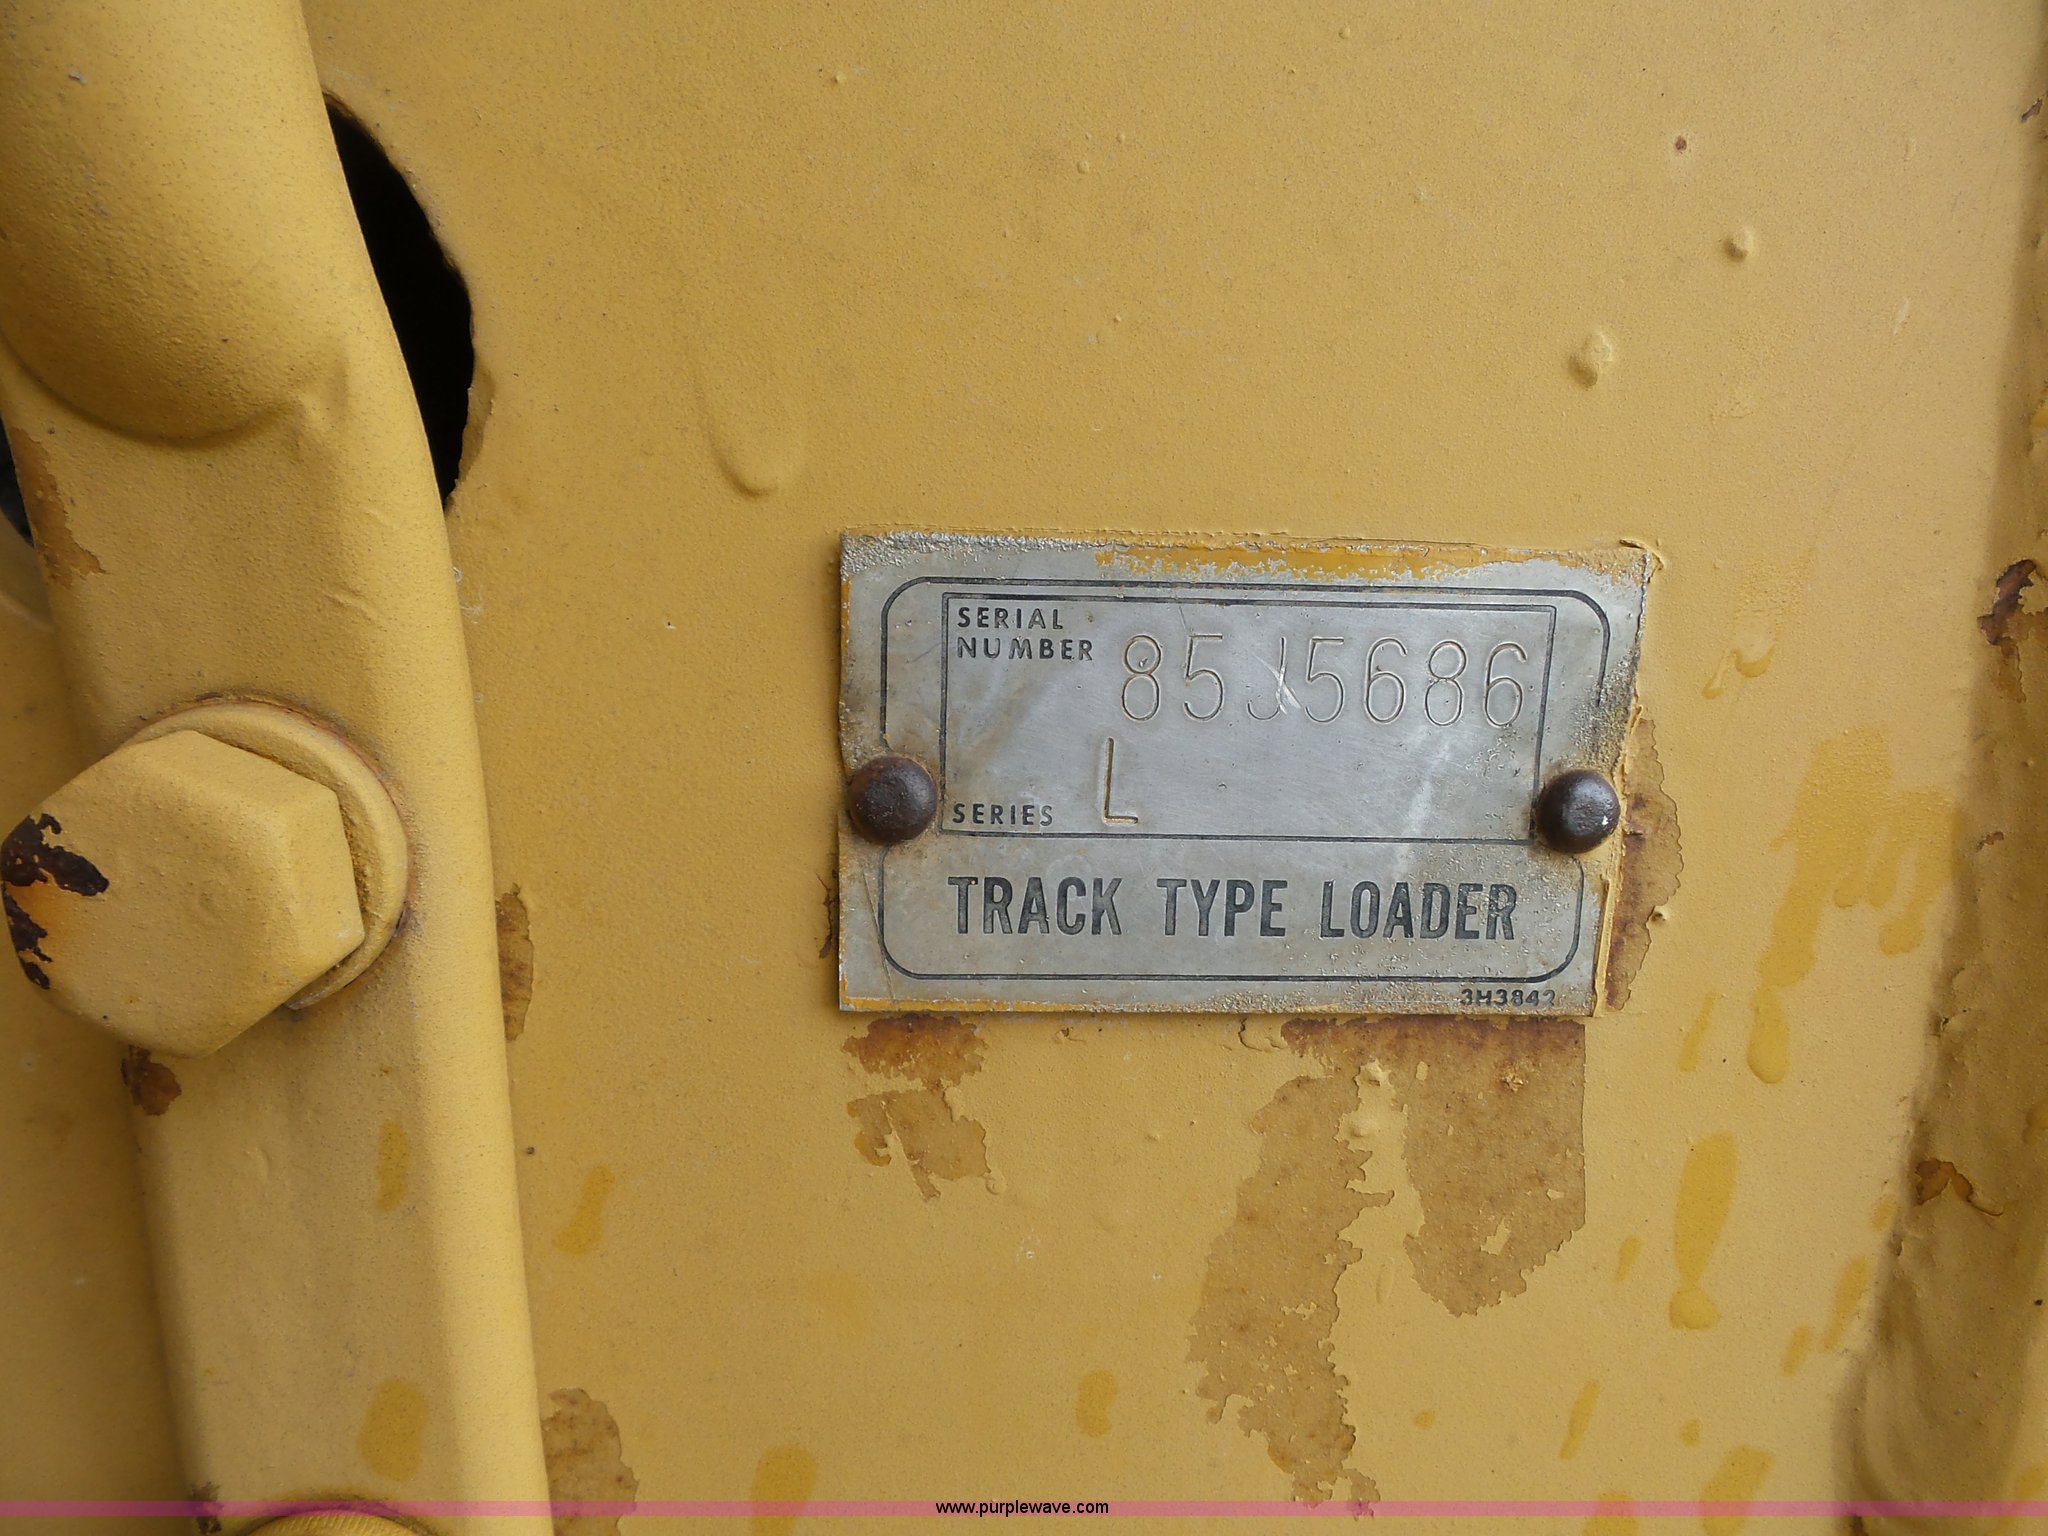 SERIAL
NUMBER 85J5686
SERIES L
TRACK TYPE LOADER
3H3842
www.purplewave.com